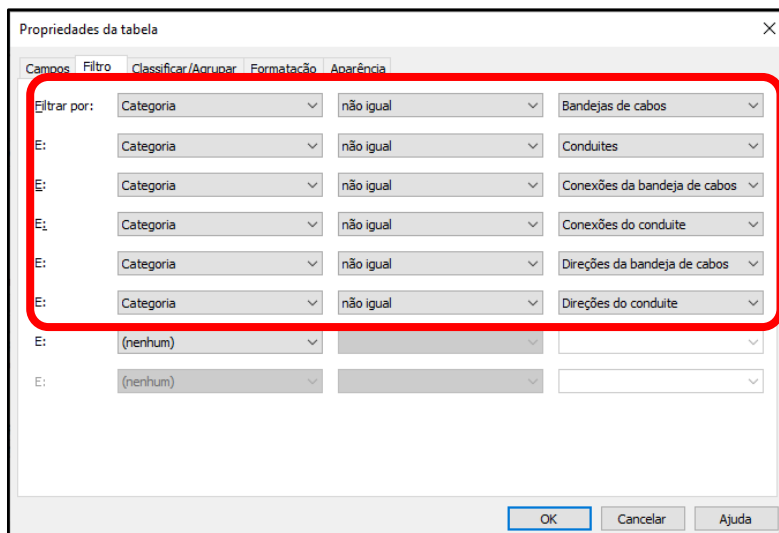 Propriedades da tabela
Campos Filtro Classificar/Agrupar Formatação Aparência
Filtrar por: Categoria não igual Bandejas de cabos
E: Categoria não igual Conduites
E: Categoria não igual Conexões da bandeja de cabos
E: Categoria não igual Conexões do conduite
E: Categoria não igual Direções da bandeja de cabos
E: Categoria não igual Direções do conduite
E: (nenhum)
E: (nenhum)
OK Cancelar Ajuda